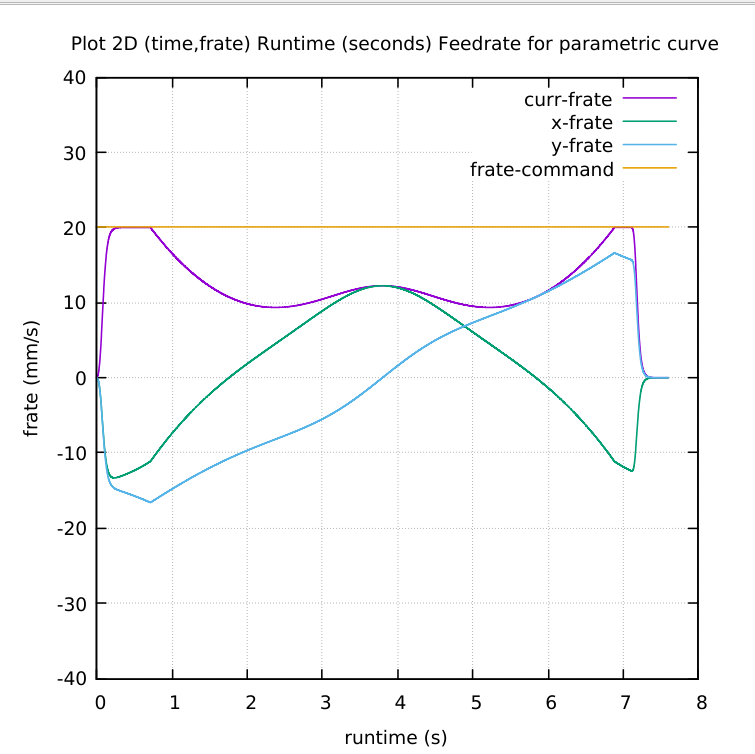 Plot 2D (time,frate) Runtime (seconds) Feedrate for parametric curve
curr-frate
x-frate
y-frate
frate-command
40
30
20
10
0
-10
-20
-30
-40
frate (mm/s)
0 1 2 3 4 5 6 7 8
runtime (s)